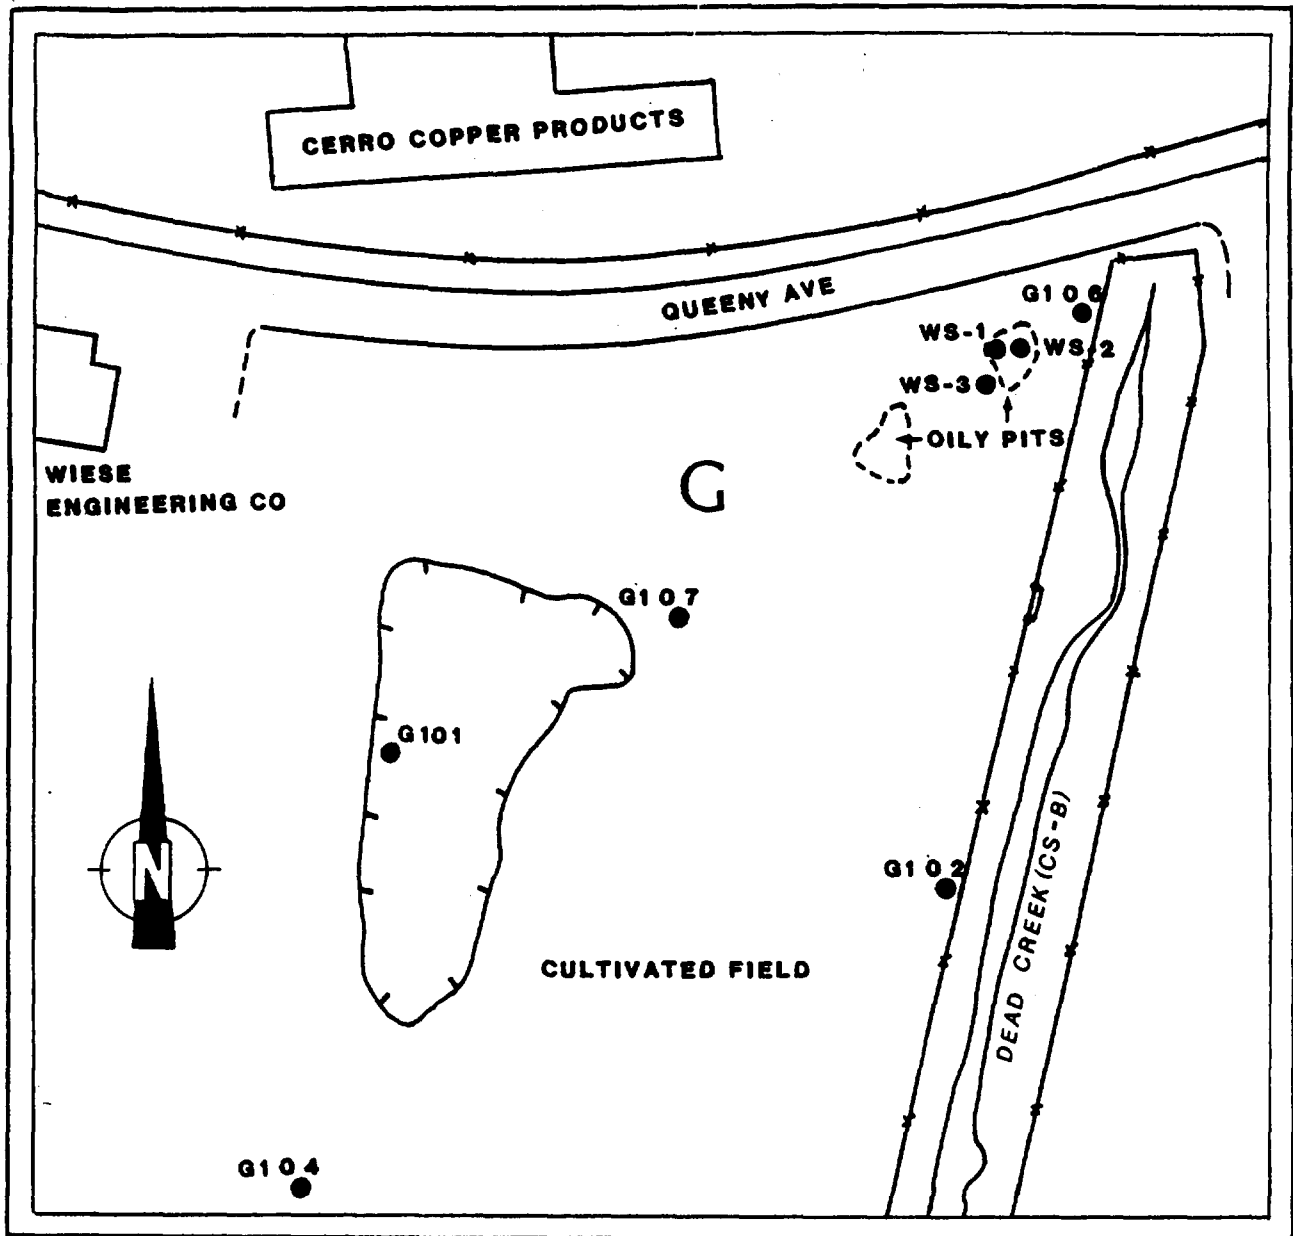 CERRO COPPER PRODUCTS
QUEENY AVE
G106
WS-1
WS-2
WS-3
OILY PITS
WIESE
ENGINEERING CO
G
G107
G101
N
G102
DEAD CREEK (CS-B)
CULTIVATED FIELD
G104